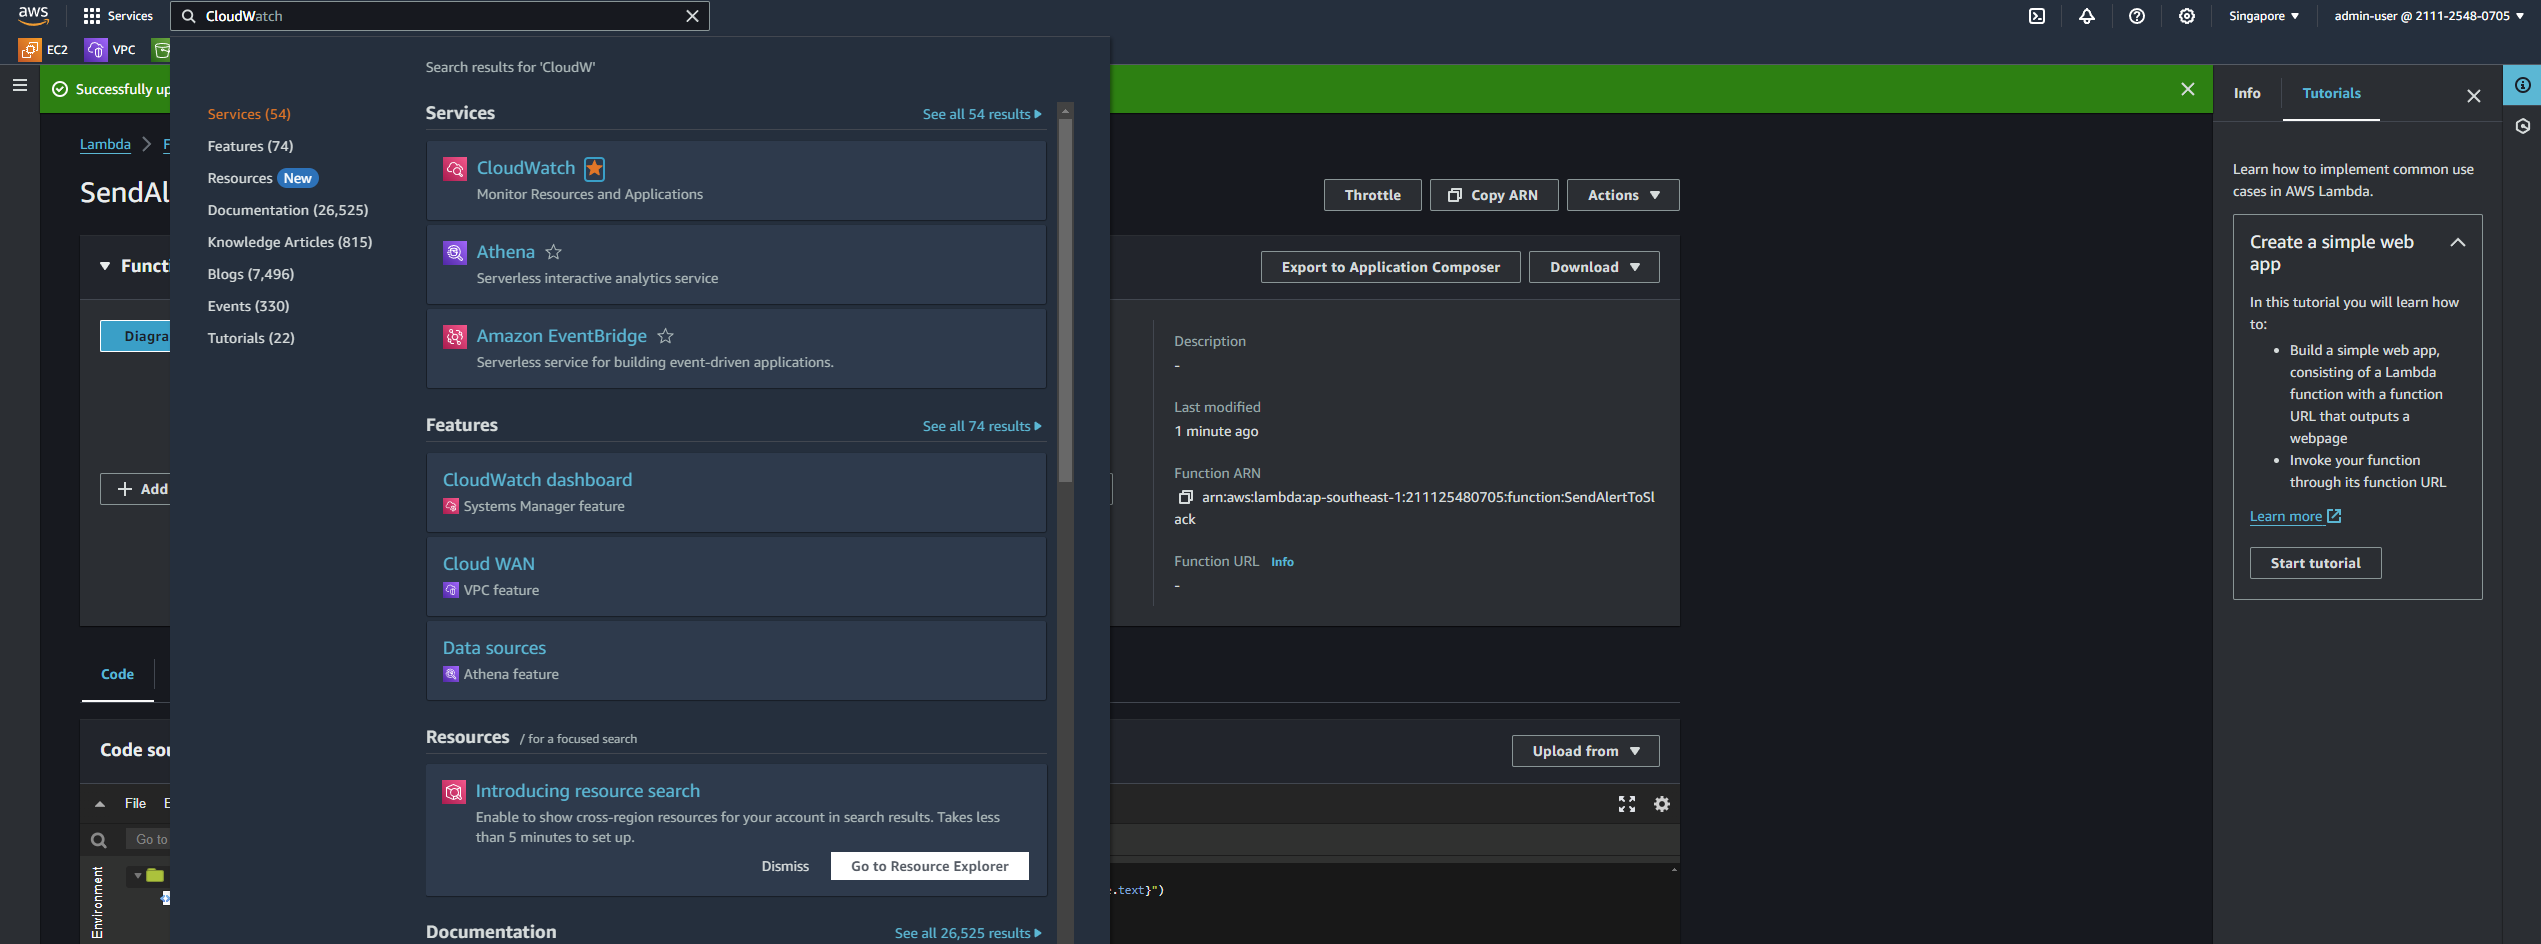 aws
Services
CloudWatch
Singapore
admin-user @ 2111-2548-0705
EC2
VPC
Search results for 'CloudW'
Successfully up
Info
Tutorials
Services (54)
Features (74)
Resources New
Documentation (26,525)
Knowledge Articles (815)
Blogs (7,496)
Events (330)
Tutorials (22)
Services
See all 54 results
CloudWatch
Monitor Resources and Applications
Athena
Serverless interactive analytics service
Amazon EventBridge
Serverless service for building event-driven applications.
Features
See all 74 results
CloudWatch dashboard
Systems Manager feature
Cloud WAN
VPC feature
Data sources
Athena feature
Resources / for a focused search
Introducing resource search
Enable to show cross-region resources for your account in search results. Takes less
than 5 minutes to set up.
Dismiss
Go to Resource Explorer
Documentation
See all 26,525 results
Lambda
F
SendAl
Functi
Diagra
Add
Code
Code sou
File E
Go to
Environment
Throttle
Copy ARN
Actions
Export to Application Composer
Download
Description
-
Last modified
1 minute ago
Function ARN
arn:aws:lambda:ap-southeast-1:211125480705:function:SendAlertToSl
ack
Function URL Info
-
Upload from
.text}")
Learn how to implement common use
cases in AWS Lambda.
Create a simple web
app
In this tutorial you will learn how
to:
• Build a simple web app,
consisting of a Lambda
function with a function
URL that outputs a
webpage
• Invoke your function
through its function URL
Learn more
Start tutorial